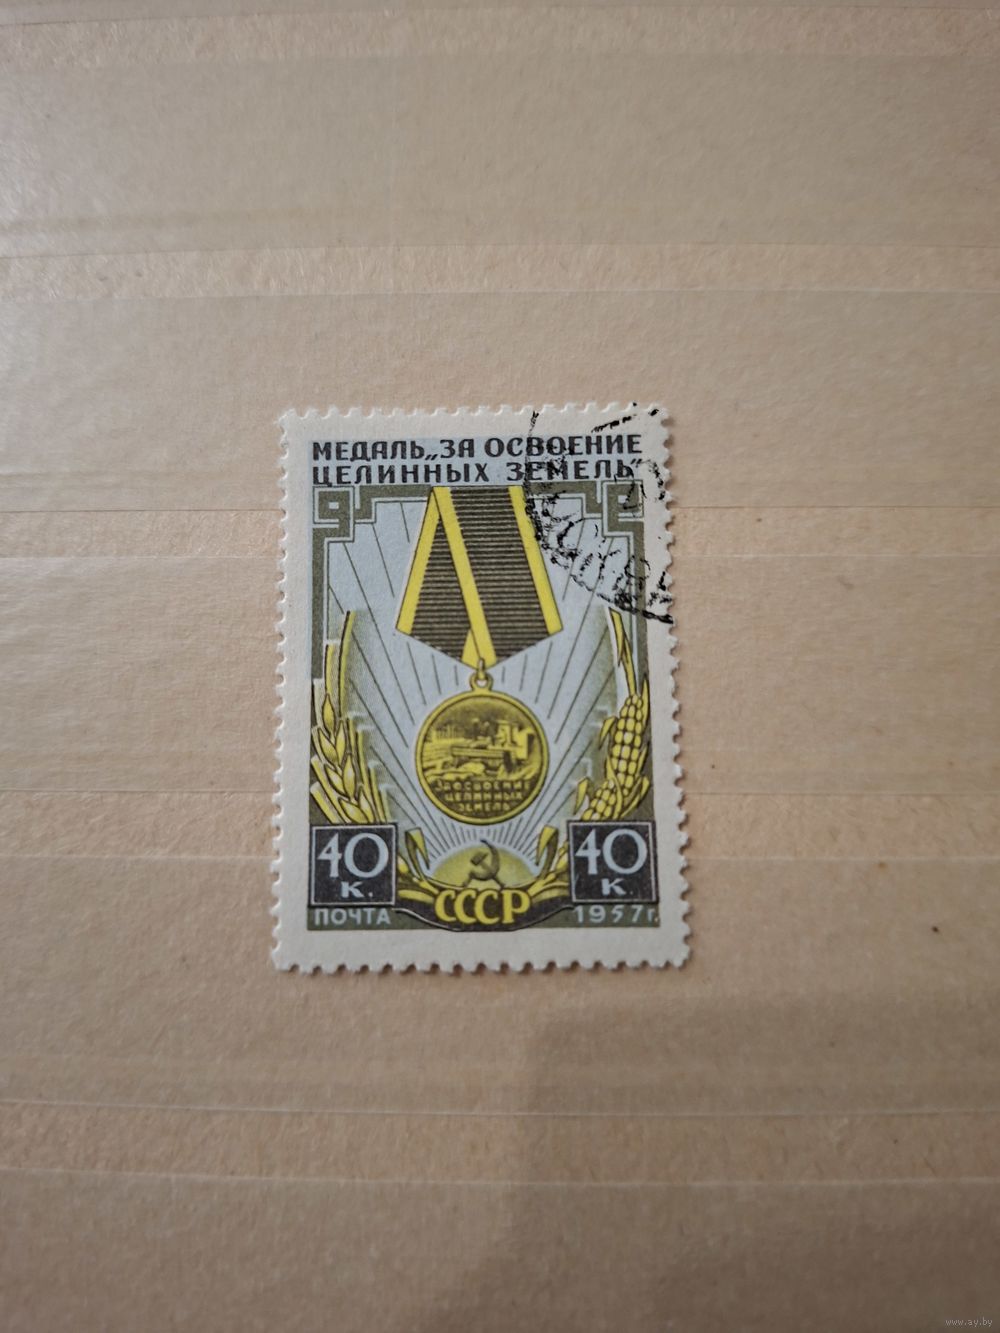 МЕДАЛЬ „ЗА ОСВОЕНИЕ
ЦЕЛИННЫХ ЗЕМЕЛЬ"
ЗА ОСВОЕНИЕ
ЦЕЛИННЫХ
ЗЕМЕЛЬ
40 К.
40 К.
СССР
ПОЧТА
1957г.
www.ay.by